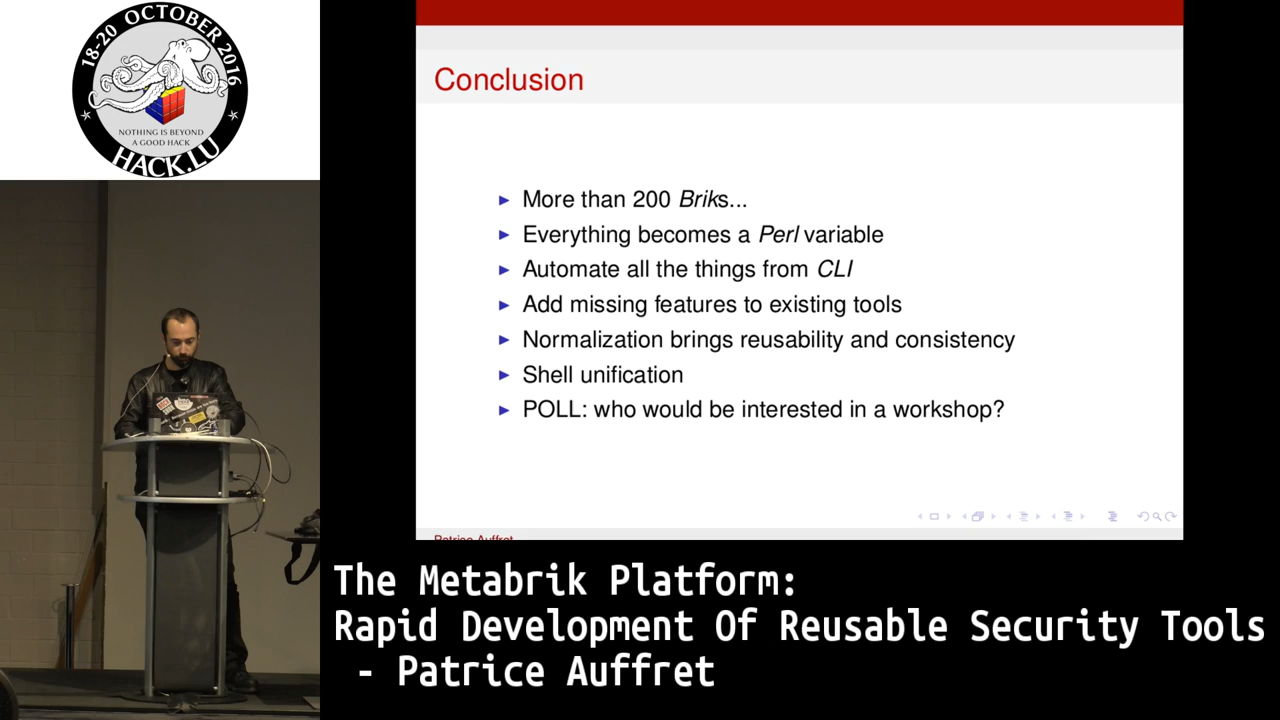 18-20 OCTOBER 2016
NOTHING IS BEYOND
A GOOD HACK
HACK.LU
Conclusion
More than 200 Briks...
Everything becomes a Perl variable
Automate all the things from CLI
Add missing features to existing tools
Normalization brings reusability and consistency
Shell unification
POLL: who would be interested in a workshop?
Patrice Auffret
The Metabrik Platform:
Rapid Development Of Reusable Security Tools
- Patrice Auffret